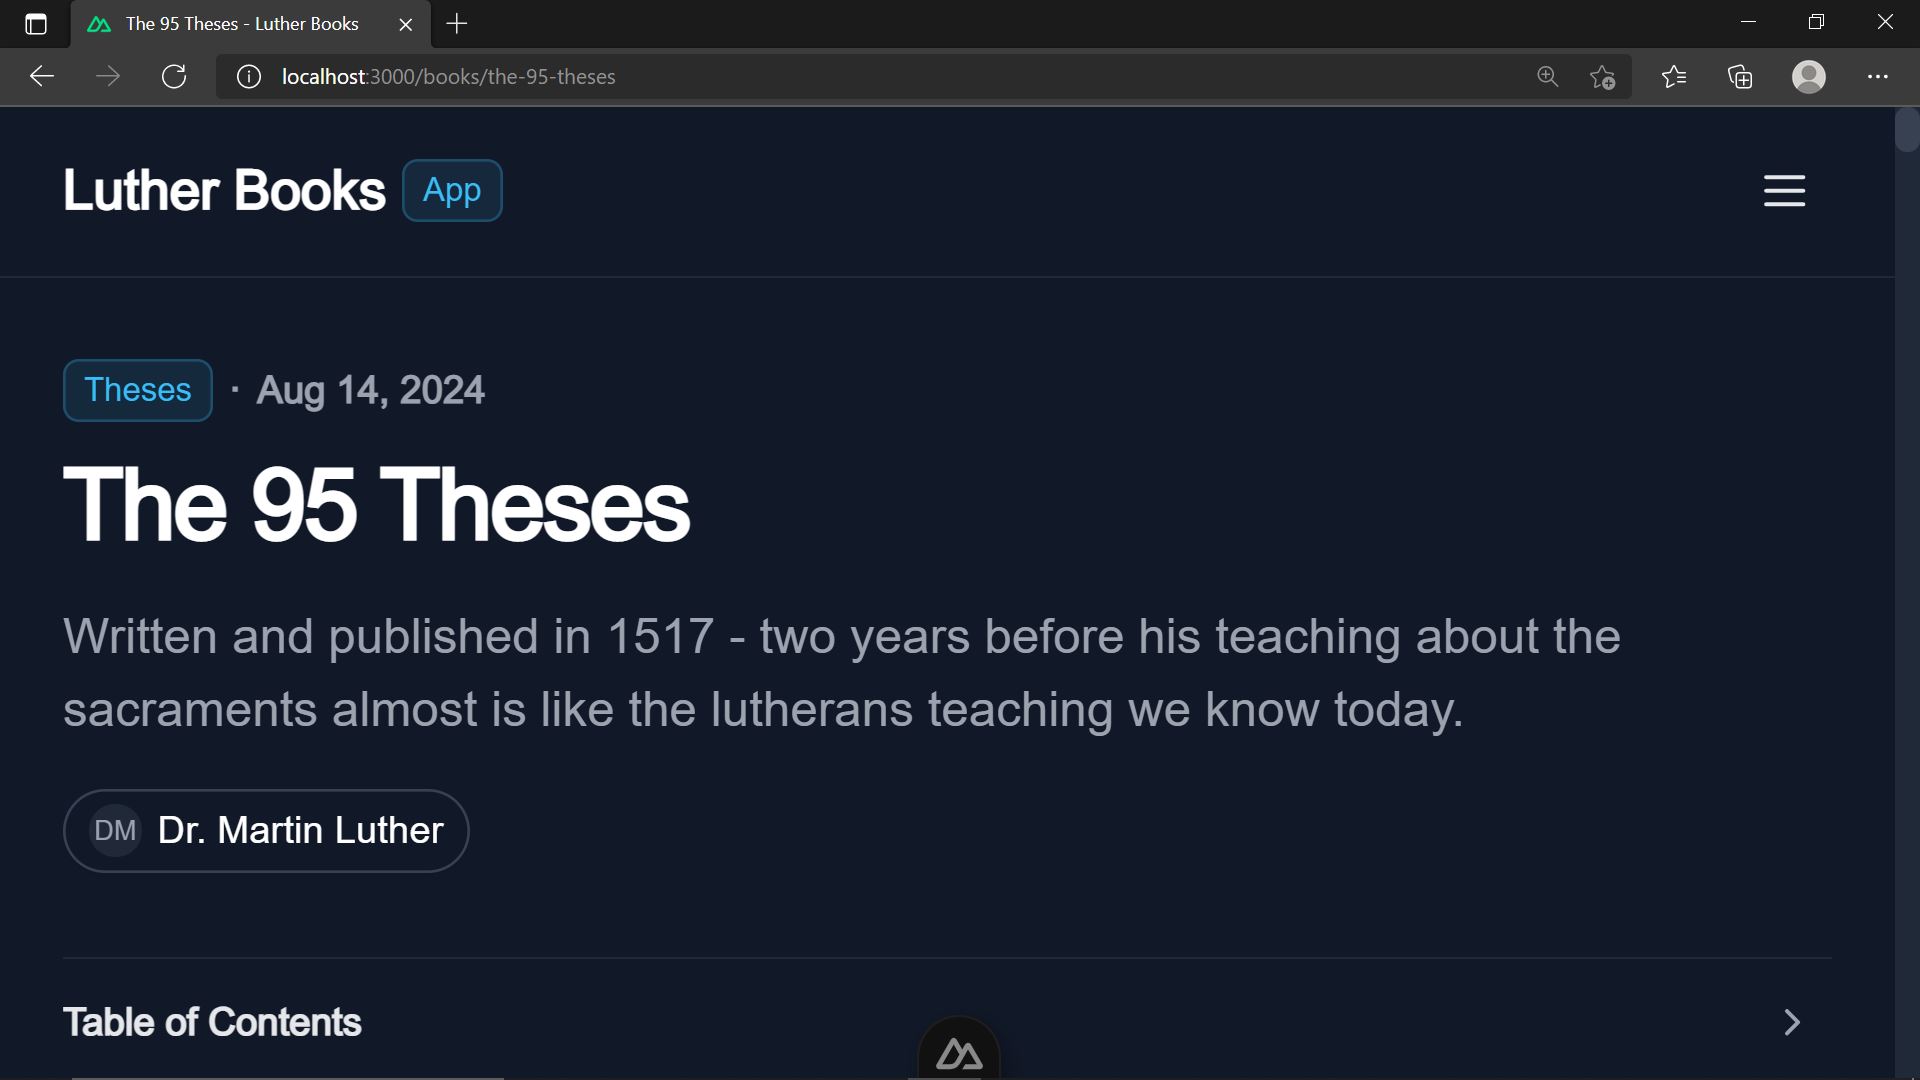 The 95 Theses - Luther Books
localhost:3000/books/the-95-theses
Luther Books App
Theses · Aug 14, 2024
The 95 Theses
Written and published in 1517 - two years before his teaching about the
sacraments almost is like the lutherans teaching we know today.
DM Dr. Martin Luther
Table of Contents